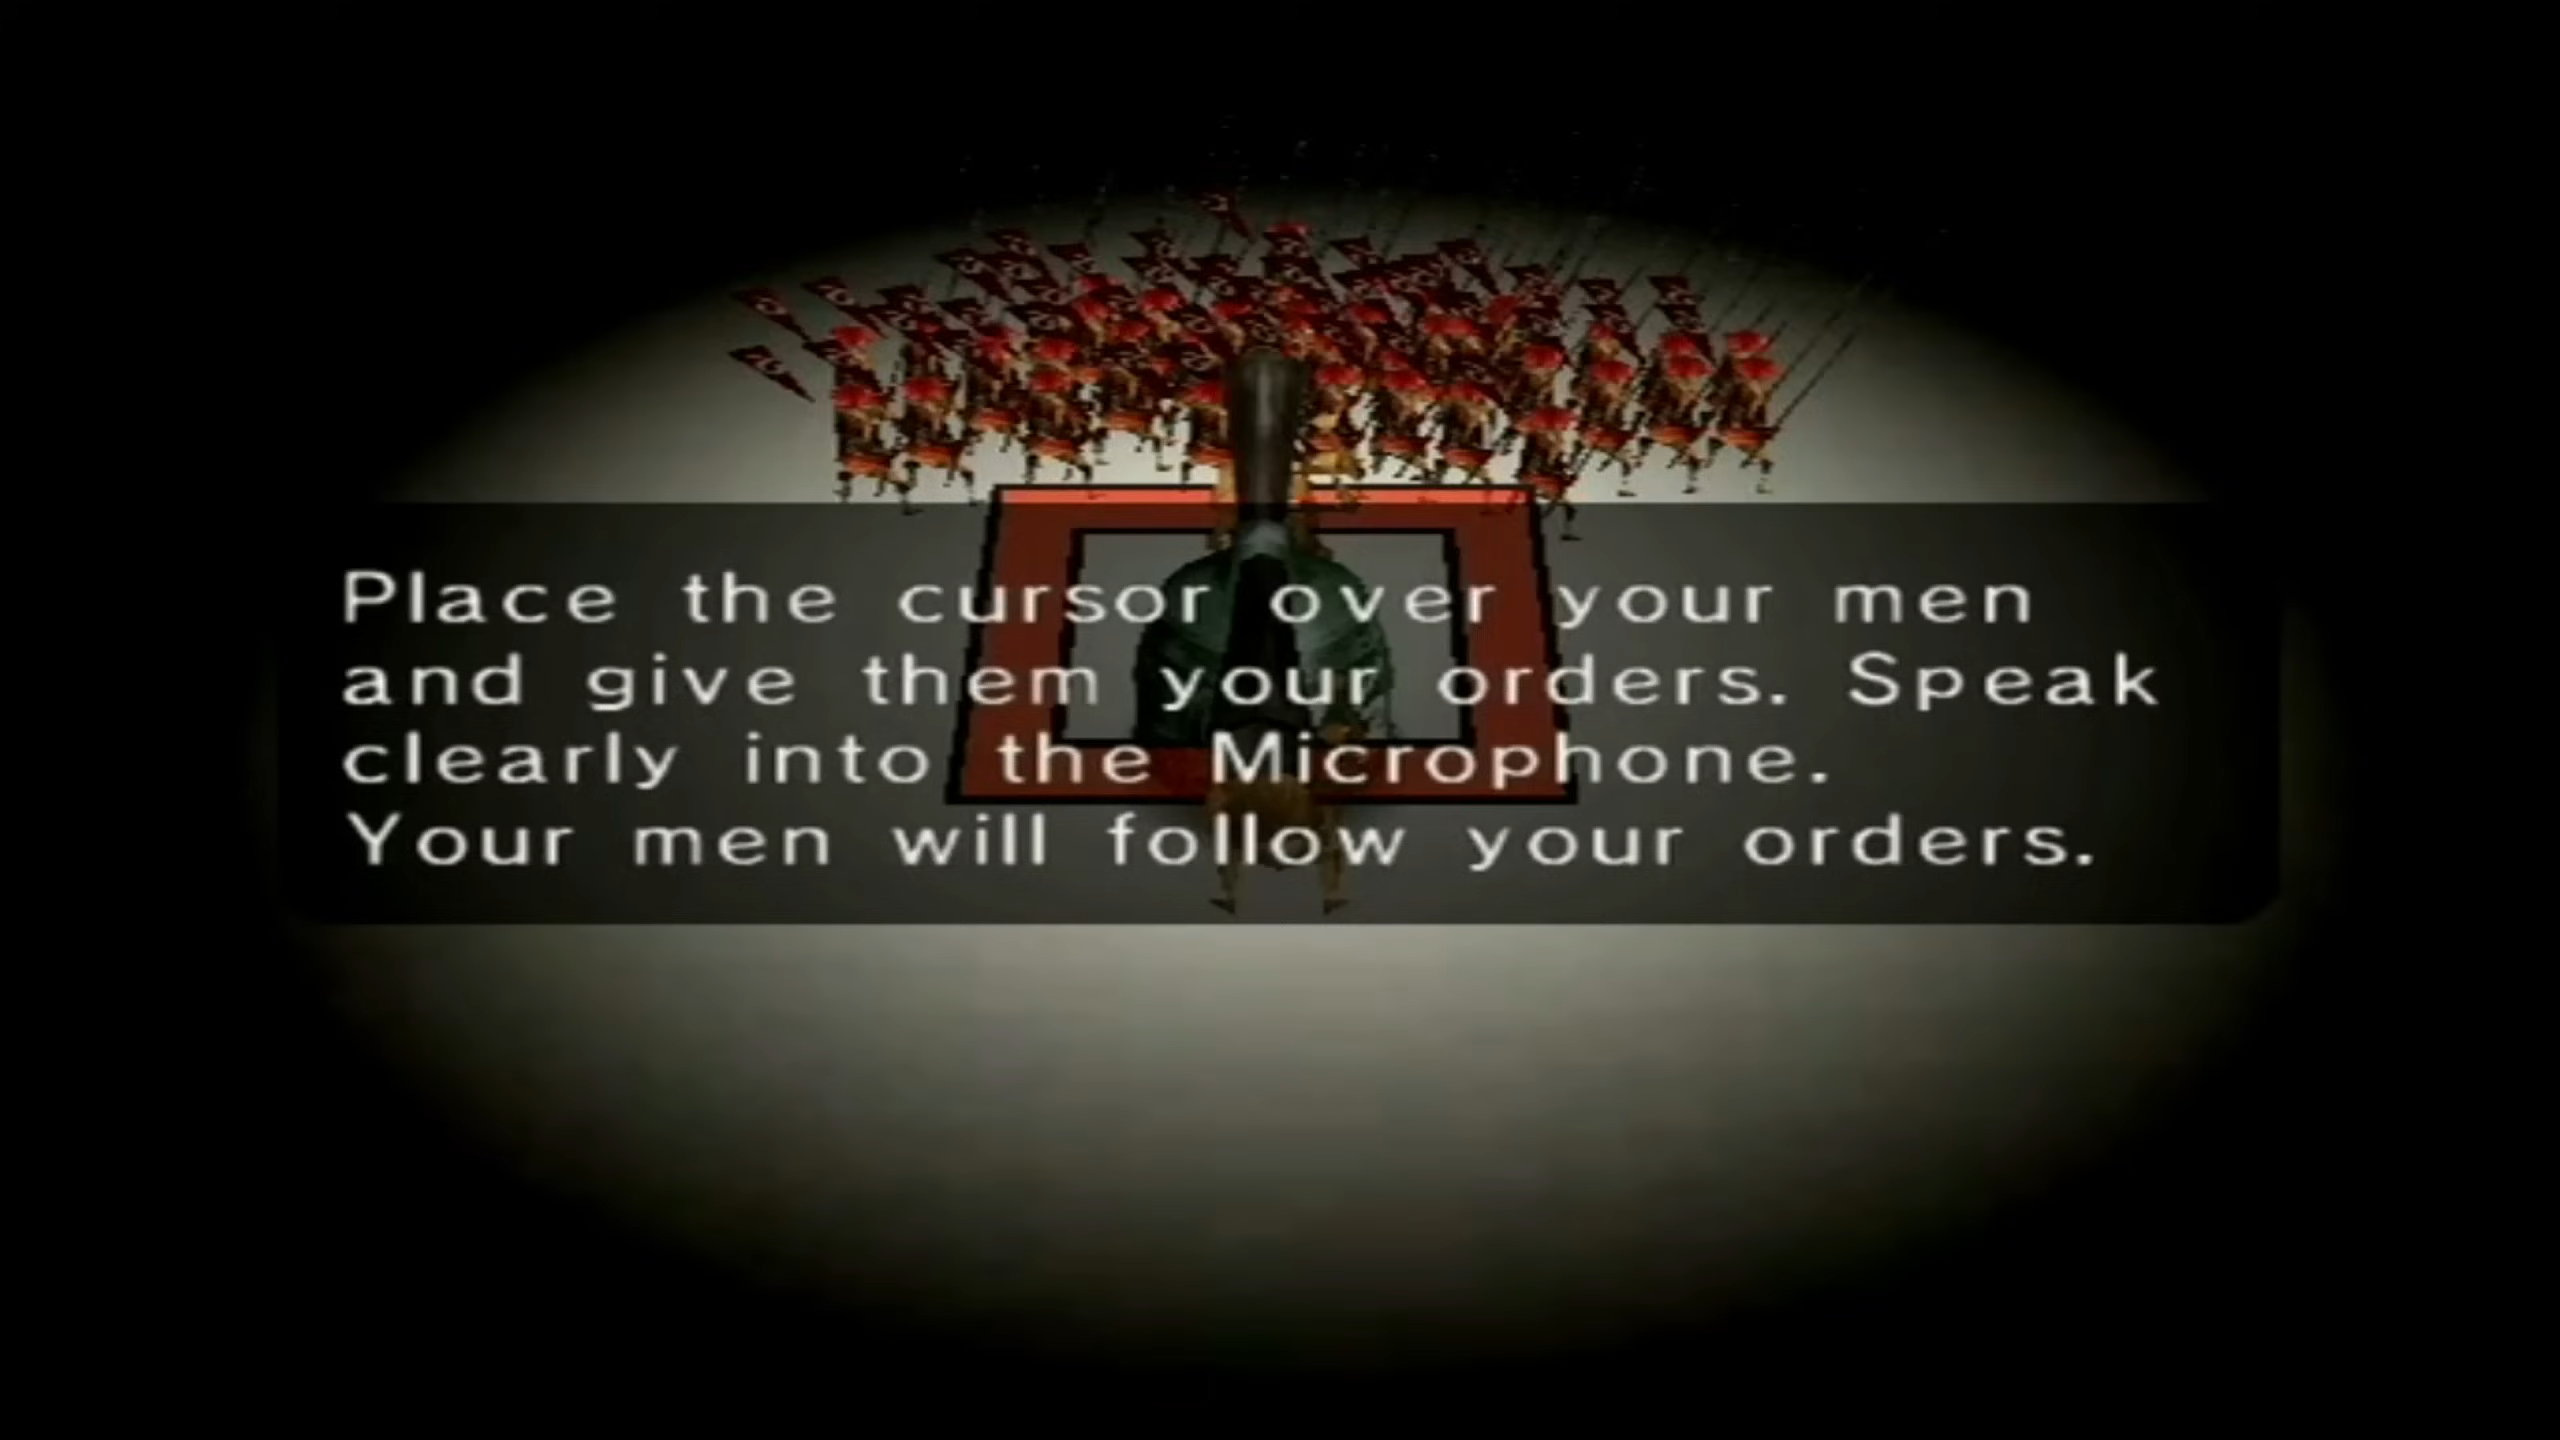 Place the cursor over your men
and give them your orders. Speak
clearly into the Microphone.
Your men will follow your orders.